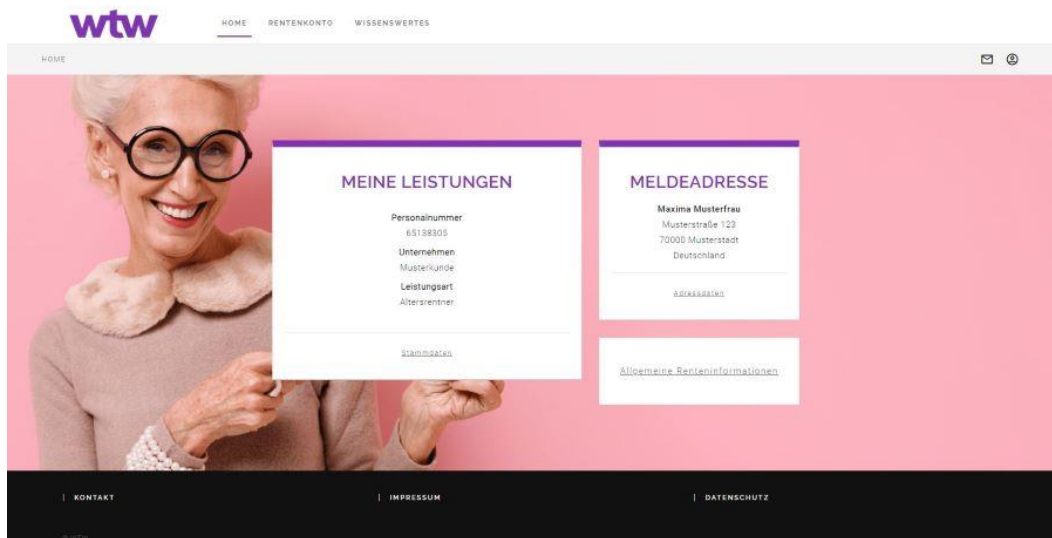 wtw
HOME RENTENKONTO WISSENSWERTES
HOME
MEINE LEISTUNGEN
Personalnummer
65138305
Unternehmen
Musterkunde
Leistungsart
Altersrentner
Stammdaten
MELDEADRESSE
Maxima Musterfrau
Musterstraße 123
70000 Musterstadt
Deutschland
Adressdaten
Allgemeine Renteninformationen
| KONTAKT | IMPRESSUM | DATENSCHUTZ
© WTW